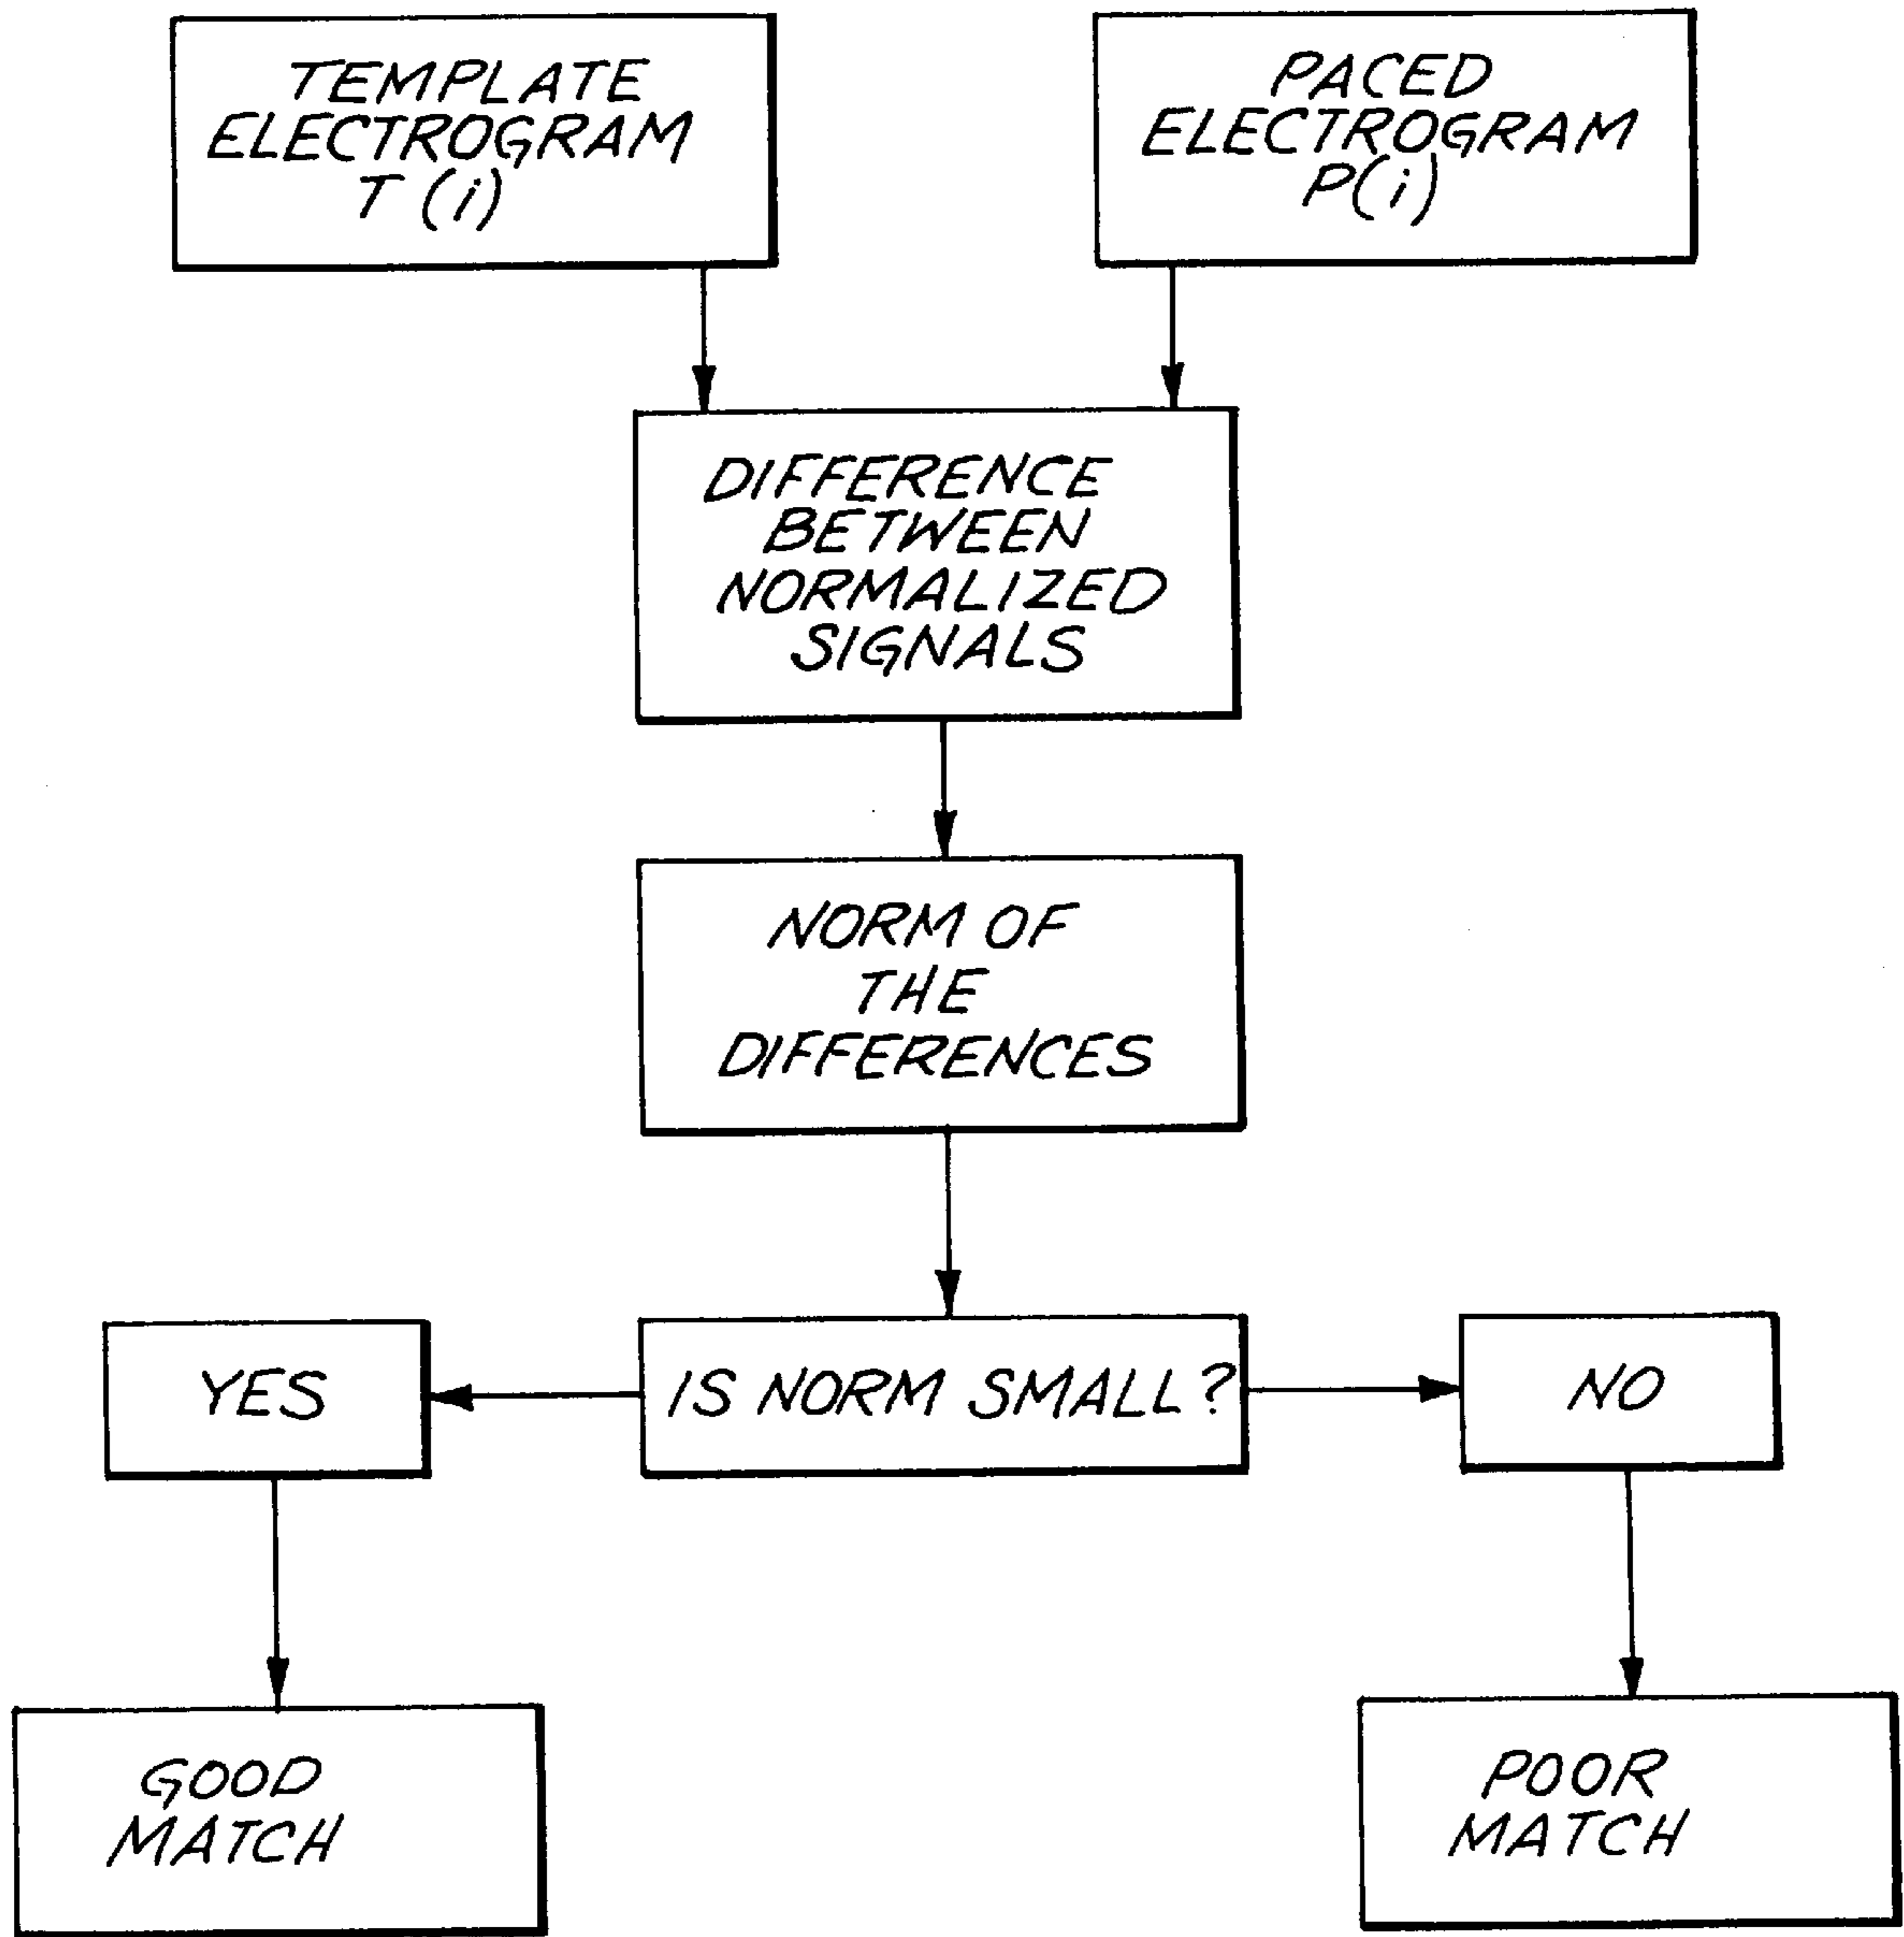 TEMPLATE
ELECTROGRAM
T (i)
PACED
ELECTROGRAM
P(i)
DIFFERENCE
BETWEEN
NORMALIZED
SIGNALS
NORM OF
THE
DIFFERENCES
YES
IS NORM SMALL?
NO
GOOD
MATCH
POOR
MATCH